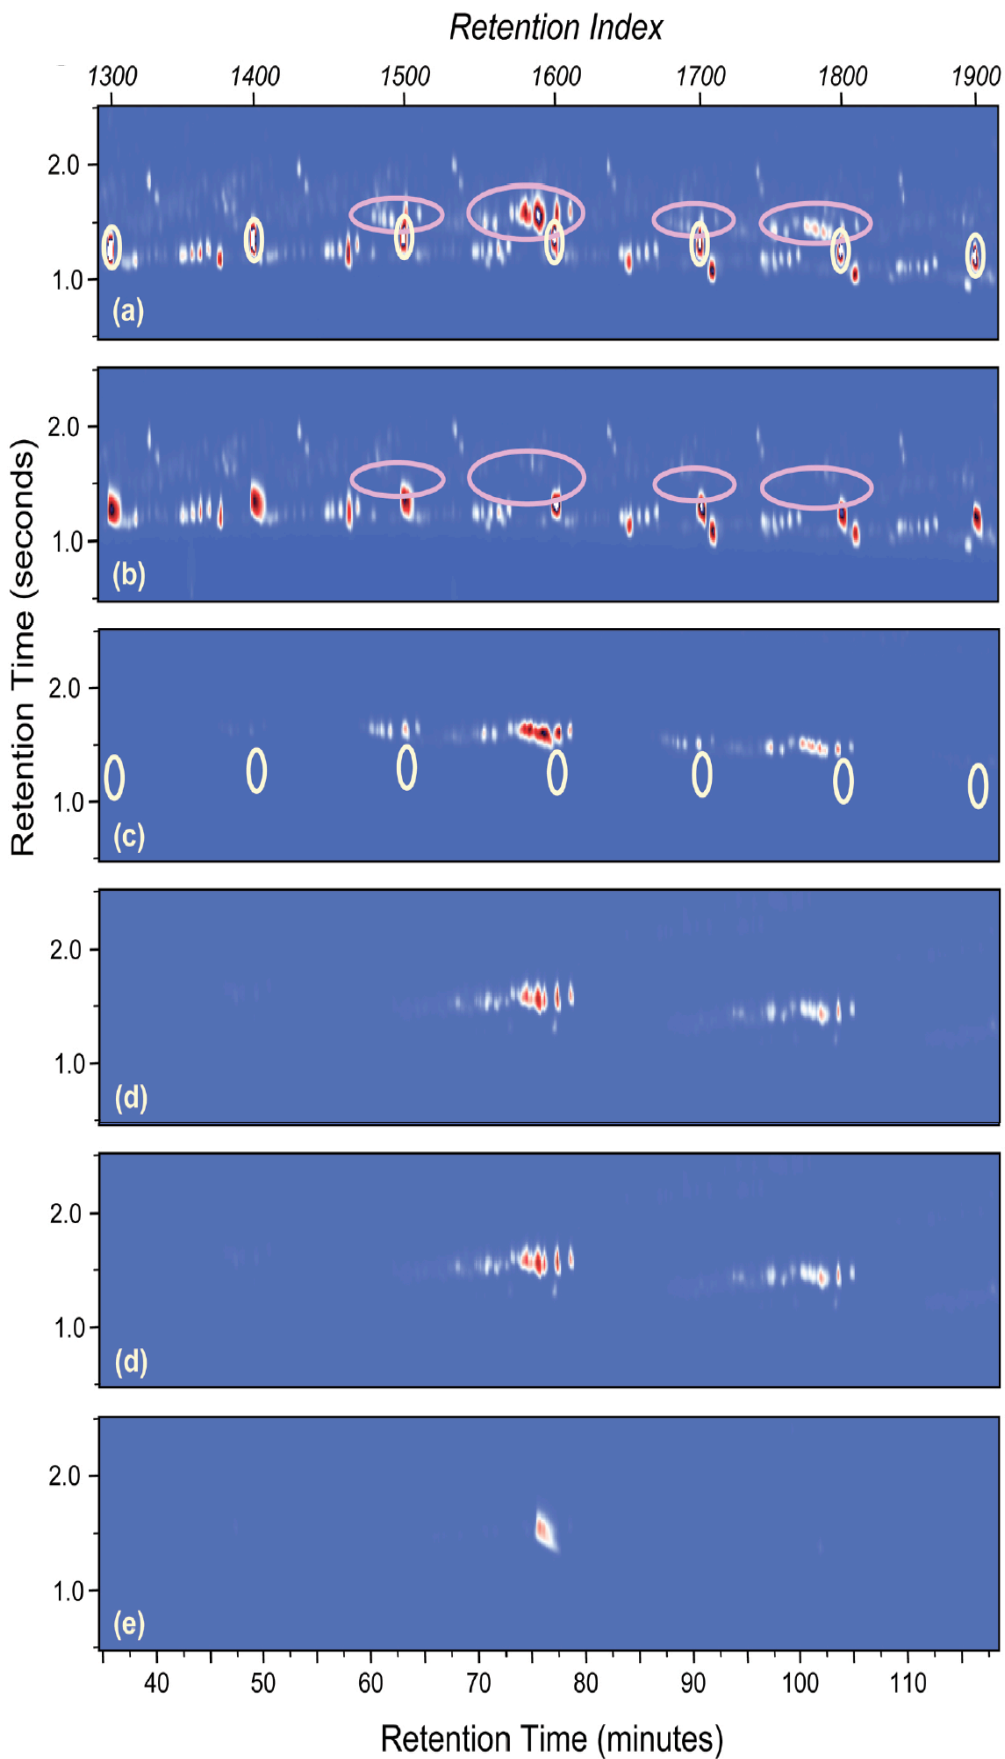 Retention Index
1300 1400 1500 1600 1700 1800 1900
2.0
1.0
(a)
2.0
1.0
(b)
2.0
1.0
(c)
2.0
1.0
(d)
2.0
1.0
(d)
2.0
1.0
(e)
Retention Time (seconds)
40 50 60 70 80 90 100 110
Retention Time (minutes)